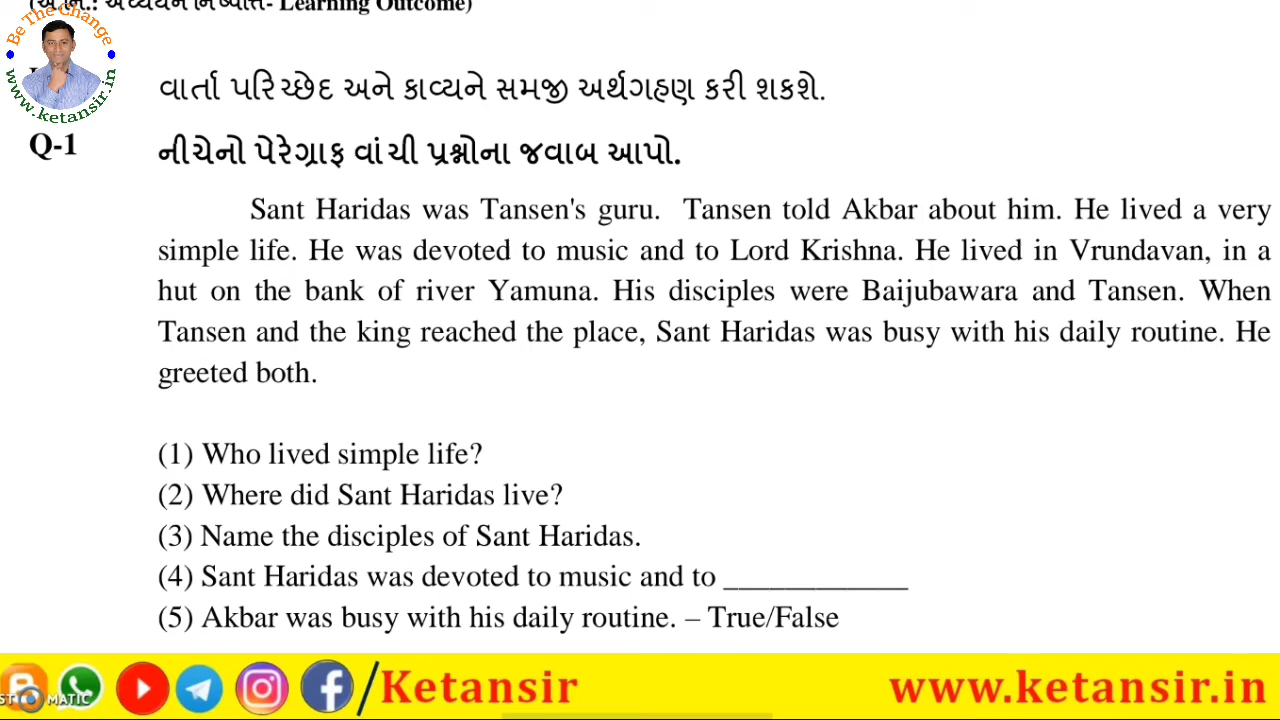 (અ.નિ.: અધ્યયન નિષ્પત્તિ- Learning Outcome)
Be The Change
www.ketansir.in
વાર્તા પરિચ્છેદ અને કાવ્યને સમજી અર્થગ્રહણ કરી શકશે.
Q-1 નીચેનો પેરેગ્રાફ વાંચી પ્રશ્નોના જવાબ આપો.
Sant Haridas was Tansen's guru. Tansen told Akbar about him. He lived a very
simple life. He was devoted to music and to Lord Krishna. He lived in Vrundavan, in a
hut on the bank of river Yamuna. His disciples were Baijubawara and Tansen. When
Tansen and the king reached the place, Sant Haridas was busy with his daily routine. He
greeted both.
(1) Who lived simple life?
(2) Where did Sant Haridas live?
(3) Name the disciples of Sant Haridas.
(4) Sant Haridas was devoted to music and to ____________
(5) Akbar was busy with his daily routine. – True/False
/Ketansir www.ketansir.in